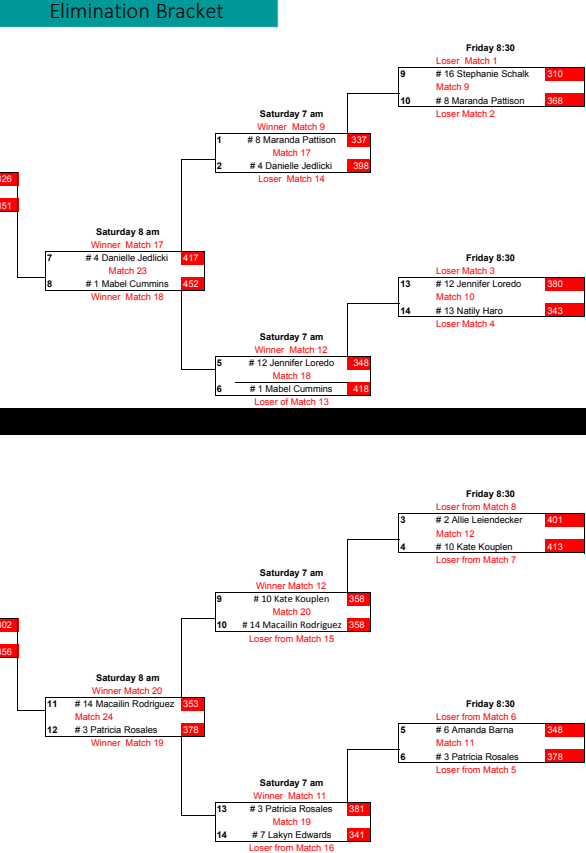 Elimination Bracket
Friday 8:30
Loser Match 1
9 # 16 Stephanie Schalk 310
Match 9
10 # 8 Maranda Pattison 368
Loser Match 2
Saturday 7 am
Winner Match 9
1 # 8 Maranda Pattison 337
Match 17
2 # 4 Danielle Jedlicki 398
Loser Match 14
Saturday 8 am
Winner Match 17
7 # 4 Danielle Jedlicki 417
Match 23
8 # 1 Mabel Cummins 452
Winner Match 18
Friday 8:30
Loser Match 3
13 # 12 Jennifer Loredo 380
Match 10
14 # 13 Natily Haro 343
Loser Match 4
Saturday 7 am
Winner Match 12
5 # 12 Jennifer Loredo 348
Match 18
6 # 1 Mabel Cummins 418
Loser of Match 13
Friday 8:30
Loser from Match 8
3 # 2 Allie Leiendecker 401
Match 12
4 # 10 Kate Kouplen 413
Loser from Match 7
Saturday 7 am
Winner Match 12
9 # 10 Kate Kouplen 358
Match 20
10 # 14 Macailin Rodriguez 358
Loser from Match 15
Saturday 8 am
Winner Match 20
11 # 14 Macailin Rodriguez 353
Match 24
12 # 3 Patricia Rosales 378
Winner Match 19
Friday 8:30
Loser from Match 6
5 # 6 Amanda Barna 348
Match 11
6 # 3 Patricia Rosales 378
Loser from Match 5
Saturday 7 am
Winner Match 11
13 # 3 Patricia Rosales 381
Match 19
14 # 7 Lakyn Edwards 341
Loser from Match 16